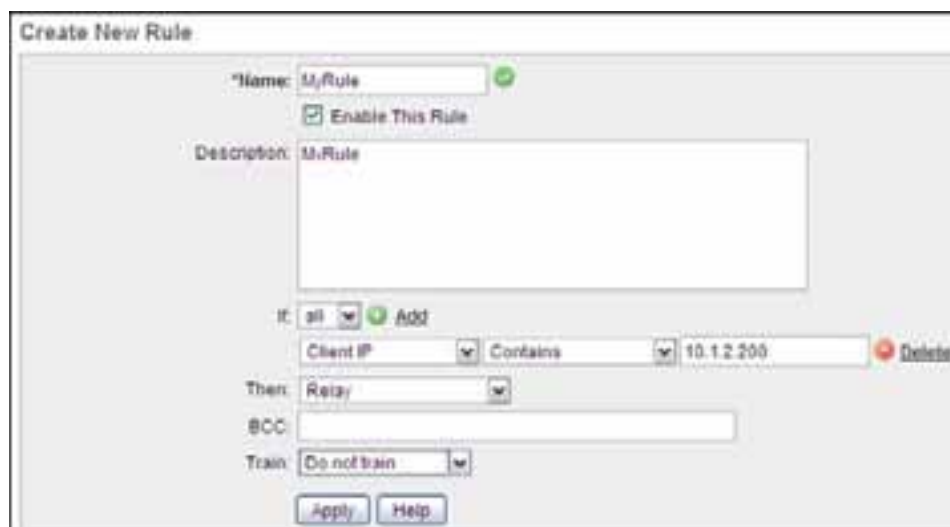 Create New Rule
*Name: MyRule
Enable This Rule
Description: MyRule
If: all Add
Client IP Contains 10.1.2.200 Delete
Then: Relay
BCC:
Train: Do not train
Apply Help